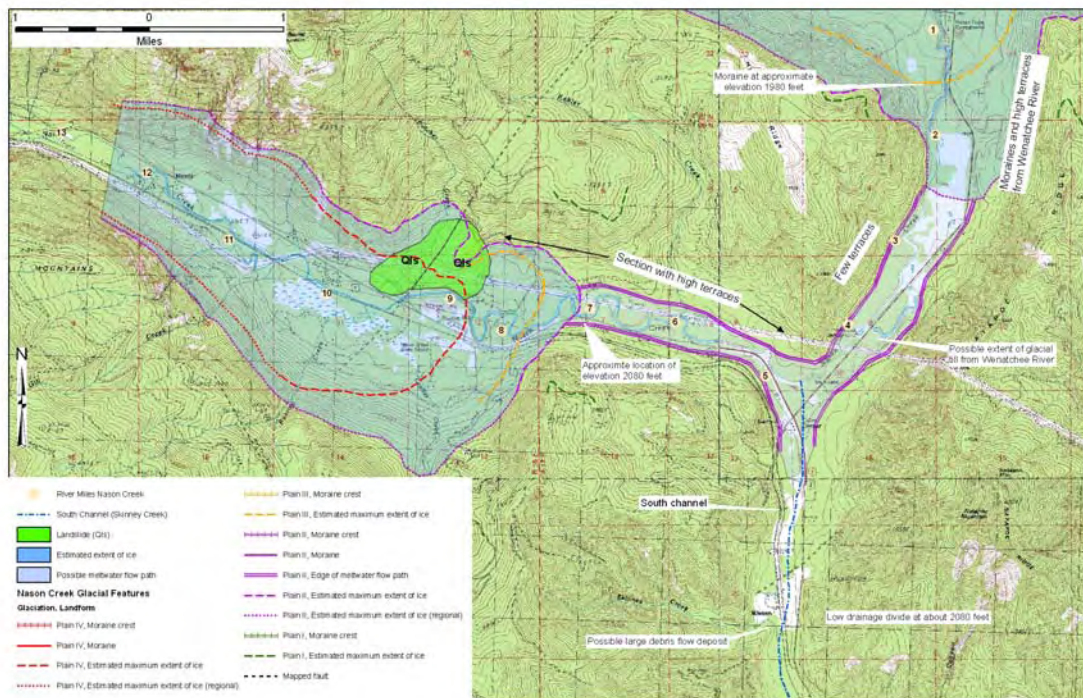 1 0 1
Miles
1
Moraine at approximate
elevation 1980 feet
Moraines and high terraces
from Wenatchee River
2
13
12
11
10
Qls
Qls
9
8
Section with high terraces
Few terraces
3
7
6
4
5
Possible extent of glacial
till from Wenatchee River
Approximte location of
elevation 2080 feet
MOUNTAINS
Creek
Ridge
N
South channel
Low drainage divide at about 2080 feet
Possible large debris flow deposit
River Miles Nason Creek
South Channel (Skinney Creek)
Landslide (Qls)
Estimated extent of ice
Possible meltwater flow path
Nason Creek Glacial Features
Glaciation, Landform
Plain IV, Moraine crest
Plain IV, Moraine
Plain IV, Estimated maximum extent of ice
Plain IV, Estimated maximum extent of ice (regional)
Plain III, Moraine crest
Plain III, Estimated maximum extent of ice
Plain II, Moraine crest
Plain II, Moraine
Plain II, Edge of meltwater flow path
Plain II, Estimated maximum extent of ice
Plain II, Estimated maximum extent of ice (regional)
Plain I, Moraine crest
Plain I, Estimated maximum extent of ice
Mapped fault